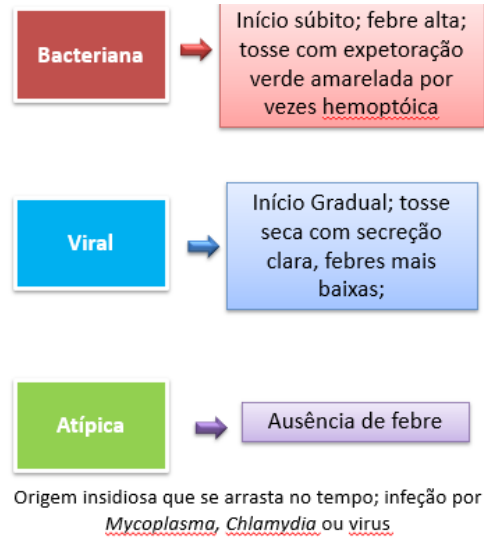 Bacteriana
Início súbito; febre alta;
tosse com expetoração
verde amarelada por
vezes hemoptóica
Viral
Início Gradual; tosse
seca com secreção
clara, febres mais
baixas;
Atípica
Ausência de febre
Origem insidiosa que se arrasta no tempo; infeção por
Mycoplasma, Chlamydia ou virus